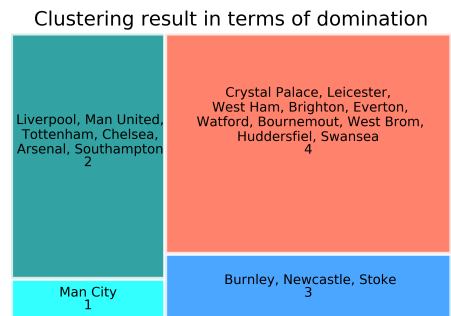 Clustering result in terms of domination
Liverpool, Man United,
Tottenham, Chelsea,
Arsenal, Southampton
2
Crystal Palace, Leicester,
West Ham, Brighton, Everton,
Watford, Bournemout, West Brom,
Huddersfiel, Swansea
4
Man City
1
Burnley, Newcastle, Stoke
3